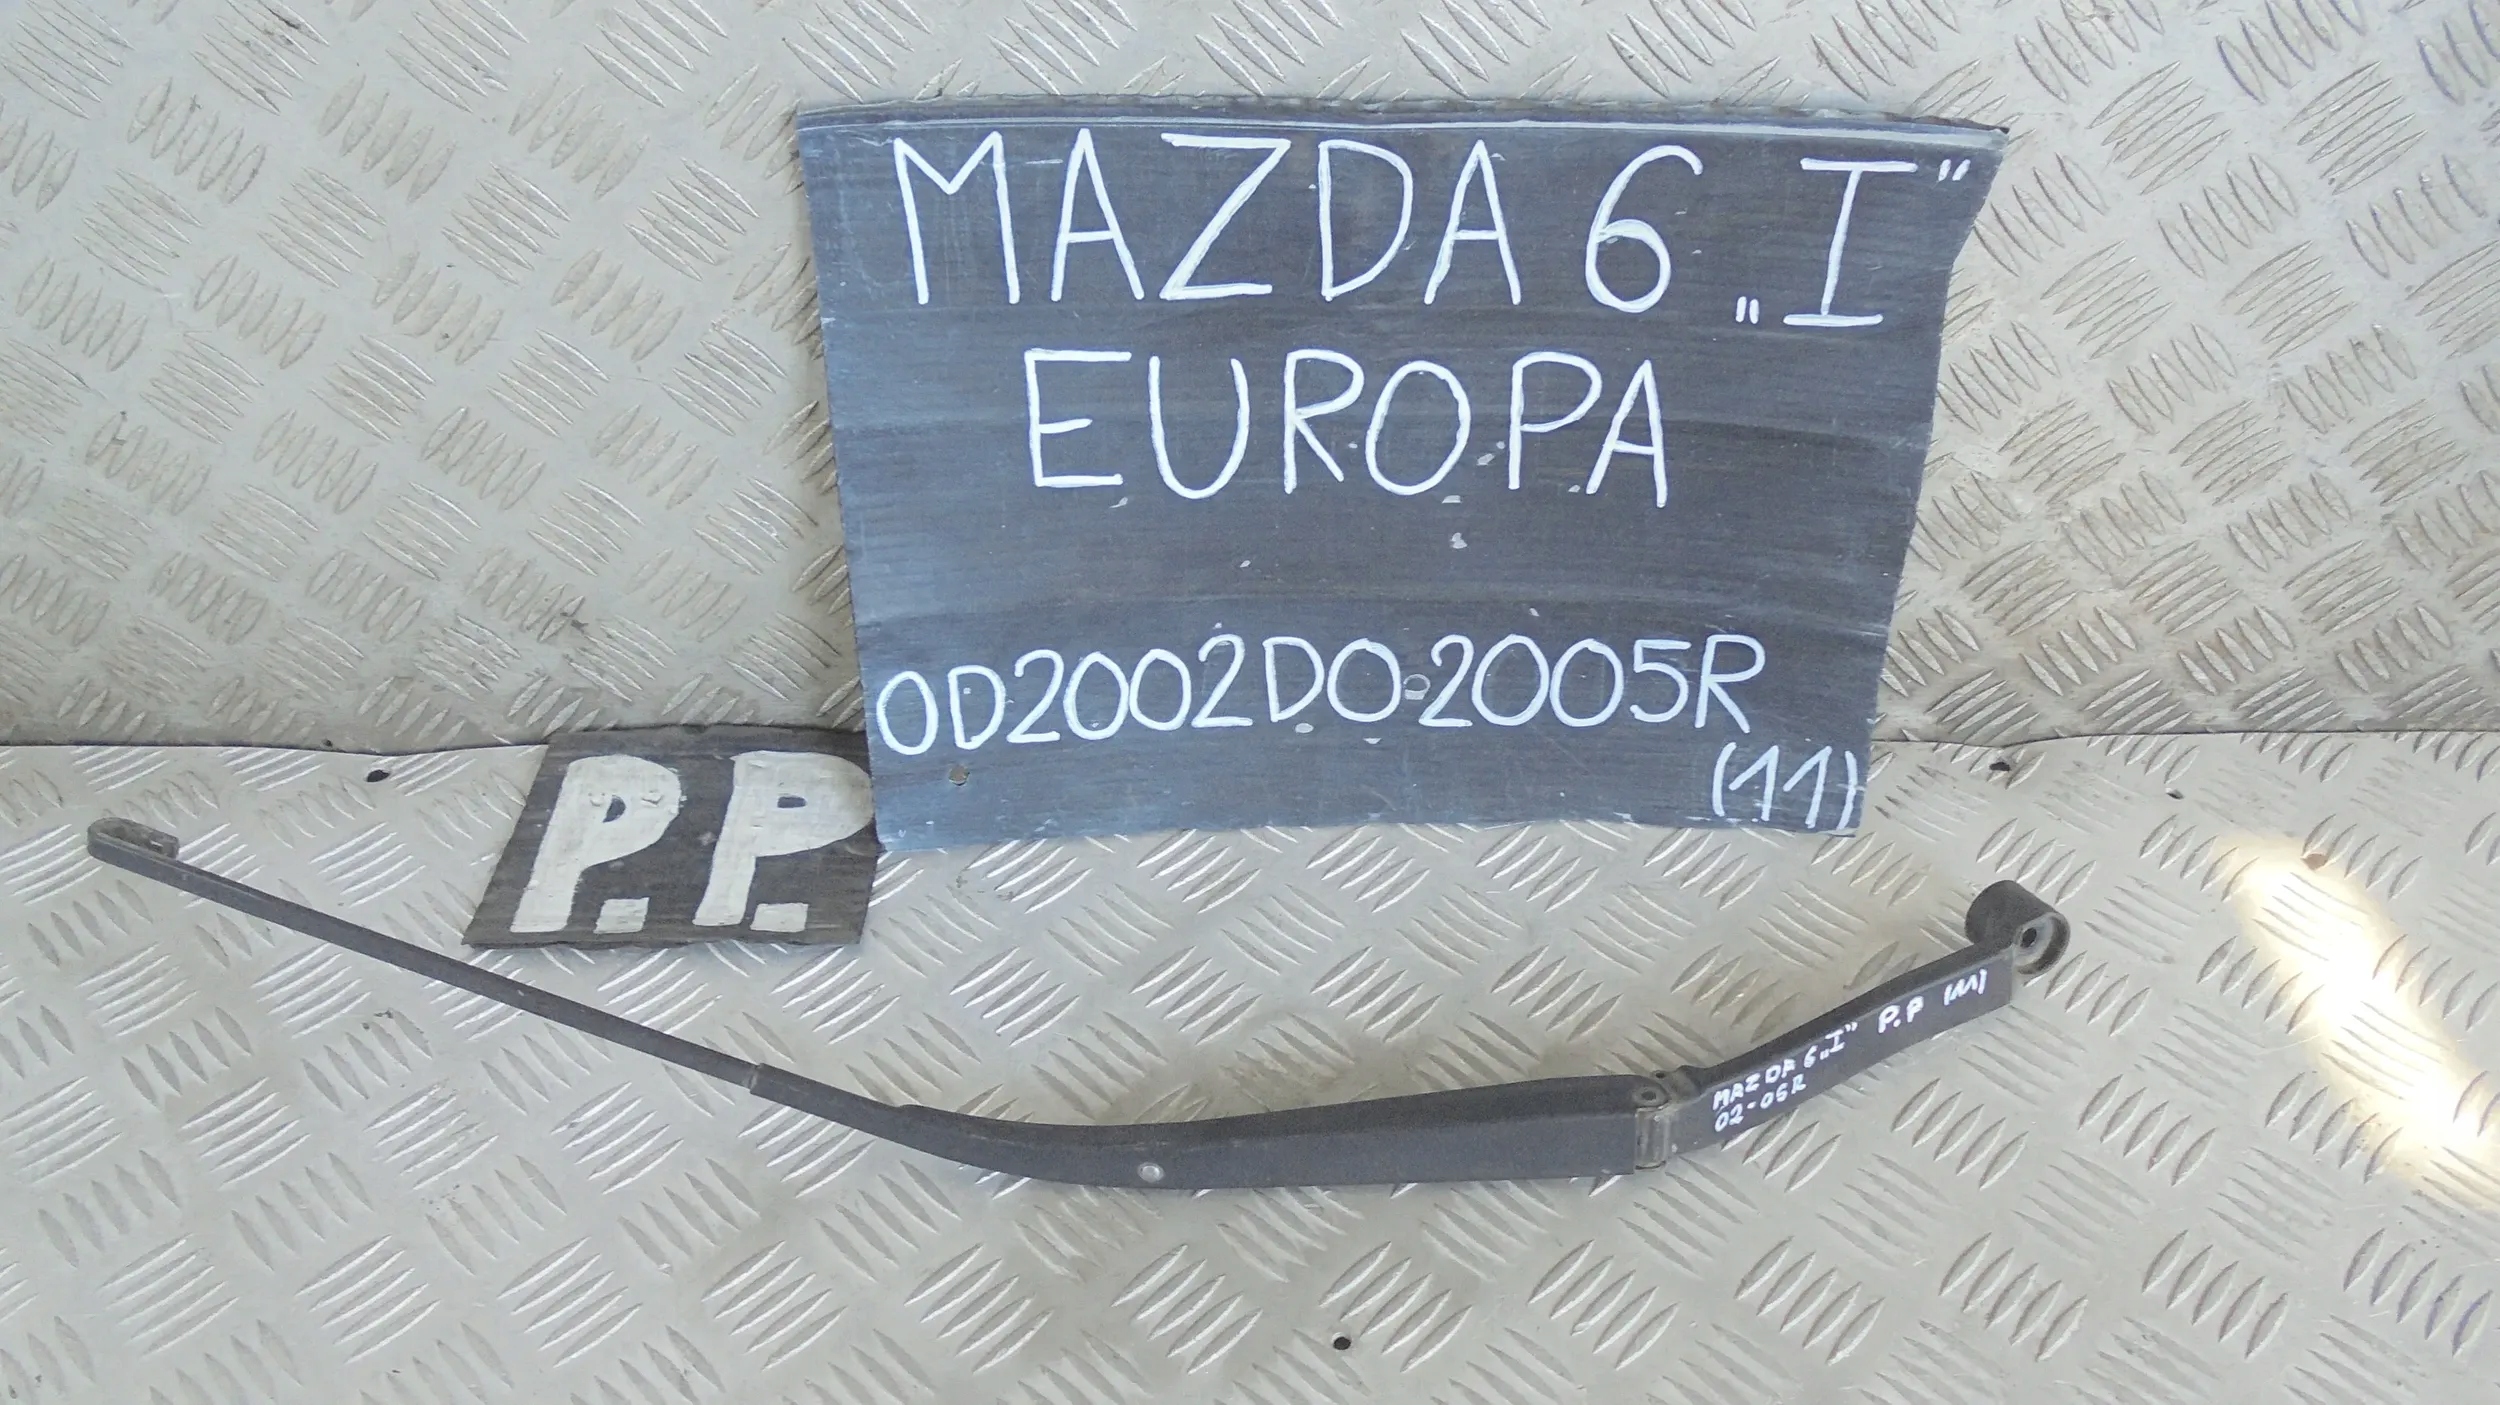 MAZDA 6 „I”
EUROPA
OD2002DO2005R
(11)
P.P.
MAZDA 6 „I” P.P (11)
02-05R